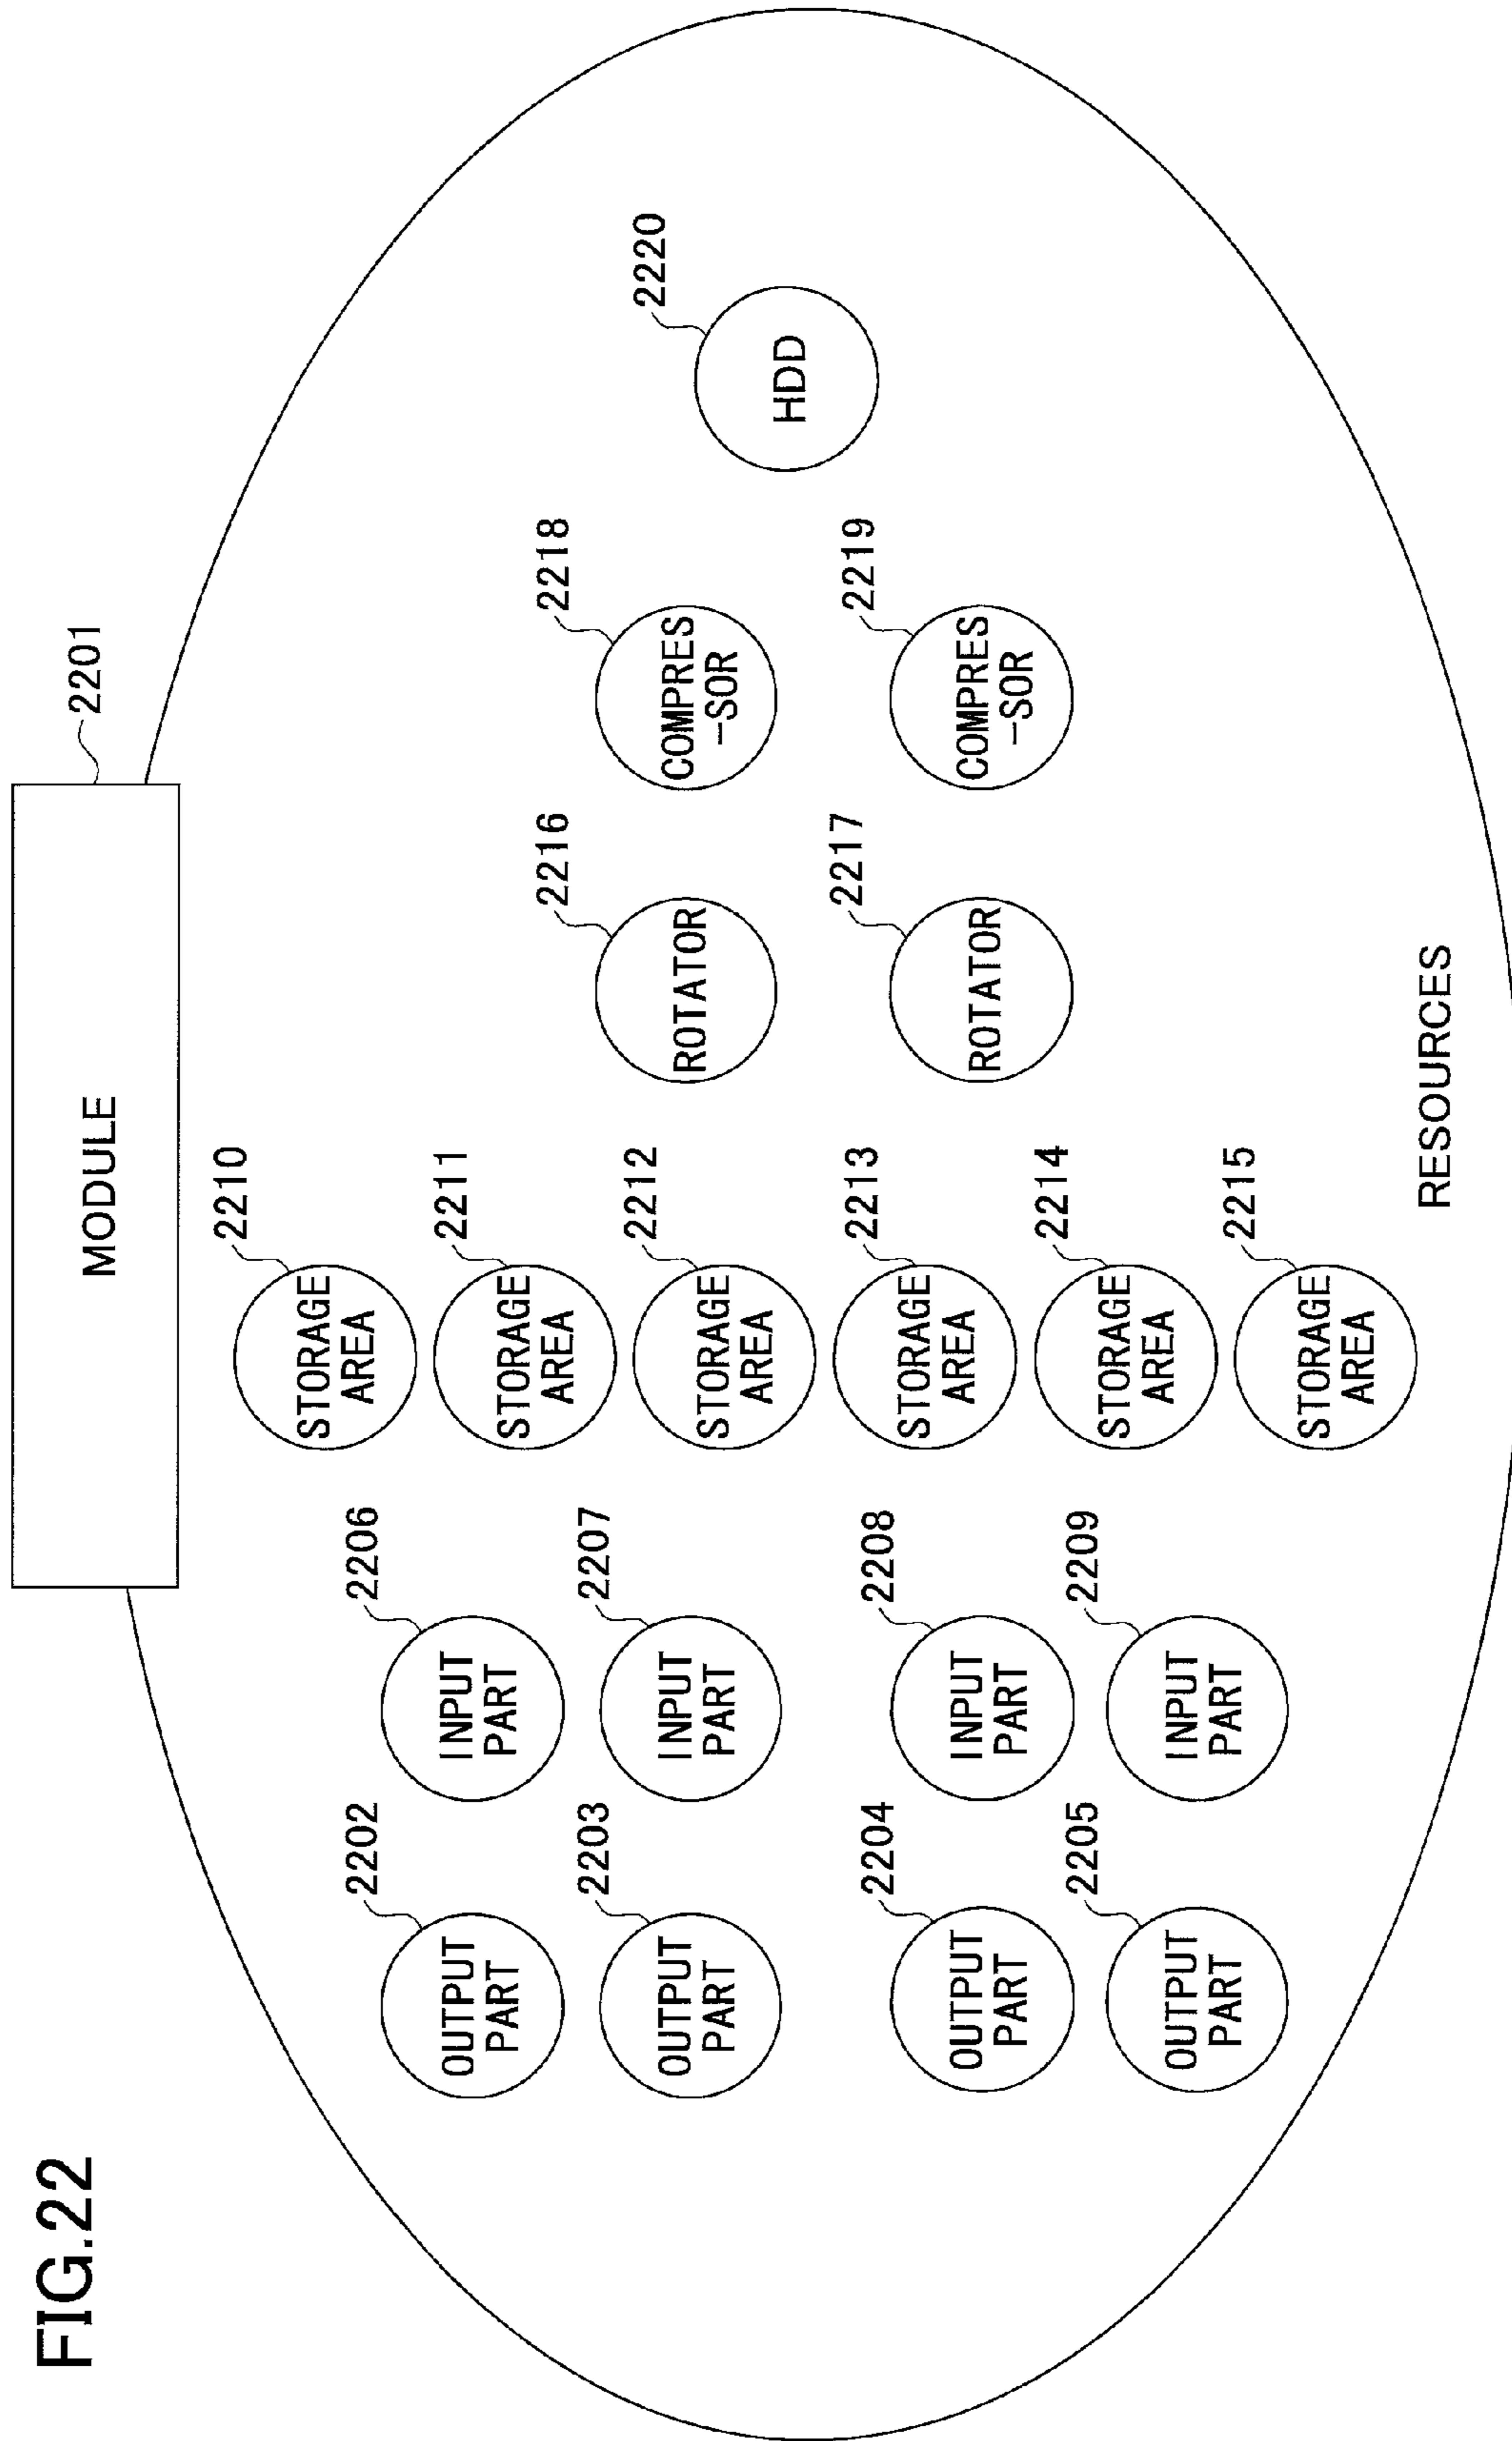 FIG.22
MODULE
2201
2202
OUTPUT
PART
2203
OUTPUT
PART
2204
OUTPUT
PART
2205
OUTPUT
PART
2206
INPUT
PART
2207
INPUT
PART
2208
INPUT
PART
2209
INPUT
PART
2210
STORAGE
AREA
2211
STORAGE
AREA
2212
STORAGE
AREA
2213
STORAGE
AREA
2214
STORAGE
AREA
2215
STORAGE
AREA
2216
ROTATOR
2217
ROTATOR
2218
COMPRES
-SOR
2219
COMPRES
-SOR
2220
HDD
RESOURCES